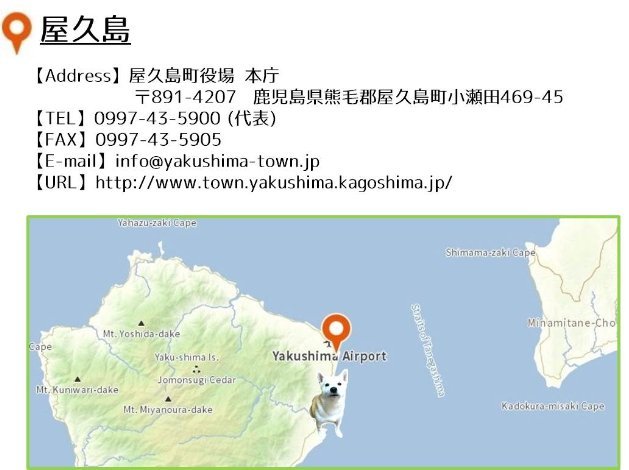 屋久島
【Address】屋久島町役場 本庁
〒891-4207 鹿児島県熊毛郡屋久島町小瀬田469-45
【TEL】0997-43-5900 (代表)
【FAX】0997-43-5905
【E-mail】info@yakushima-town.jp
【URL】http://www.town.yakushima.kagoshima.jp/
Yahazu-zaki Cape
Shimama-zaki Cape
Mt. Yoshida-dake
Straits of Tanegashima
Minamitane-Cho
Cape
Yaku-shima Is.
Yakushima Airport
Jomonsugi Cedar
Mt. Kuniwari-dake
Mt. Miyanoura-dake
Kadokura-misaki Cape